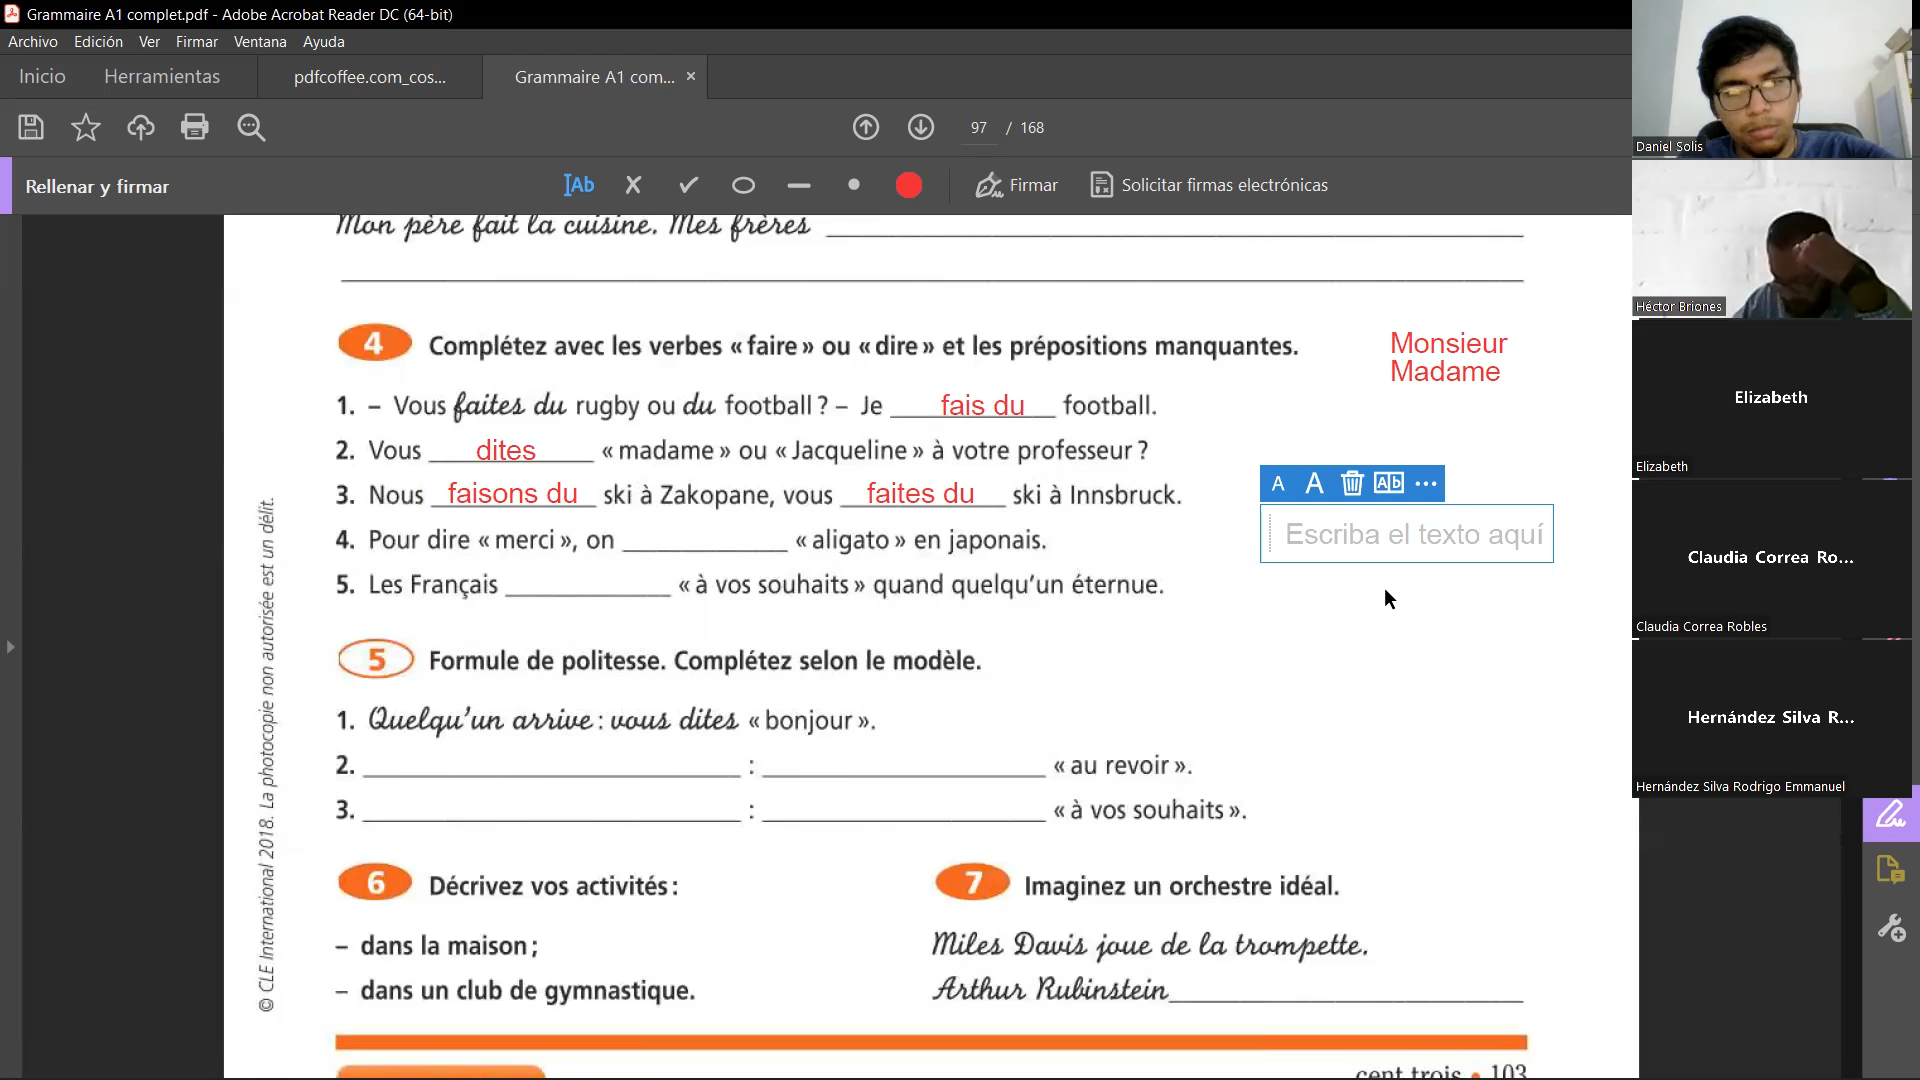 Grammaire A1 complet.pdf - Adobe Acrobat Reader DC (64-bit)
Archivo Edición Ver Firmar Ventana Ayuda
Inicio Herramientas pdfcoffee.com_cos... Grammaire A1 com... ×
97 / 168
Rellenar y firmar IAb Firmar Solicitar firmas electrónicas
Mon père fait la cuisine. Mes frères
4 Complétez avec les verbes « faire » ou « dire » et les prépositions manquantes.
Monsieur
Madame
1. – Vous faites du rugby ou du football ? – Je fais du football.
2. Vous dites « madame » ou « Jacqueline » à votre professeur ?
3. Nous faisons du ski à Zakopane, vous faites du ski à Innsbruck.
A A Ab ...
Escriba el texto aquí
4. Pour dire « merci », on ____________ « aligato » en japonais.
5. Les Français ____________ « à vos souhaits » quand quelqu'un éternue.
5 Formule de politesse. Complétez selon le modèle.
1. Quelqu'un arrive : vous dites « bonjour ».
2. ____________ : ____________ « au revoir ».
3. ____________ : ____________ « à vos souhaits ».
6 Décrivez vos activités :
– dans la maison ;
– dans un club de gymnastique.
7 Imaginez un orchestre idéal.
Miles Davis joue de la trompette.
Arthur Rubinstein
cent trois • 103
© CLE International 2018. La photocopie non autorisée est un délit.
Daniel Solis
Héctor Briones
Elizabeth
Elizabeth
Claudia Correa Ro...
Claudia Correa Robles
Hernández Silva R...
Hernández Silva Rodrigo Emmanuel